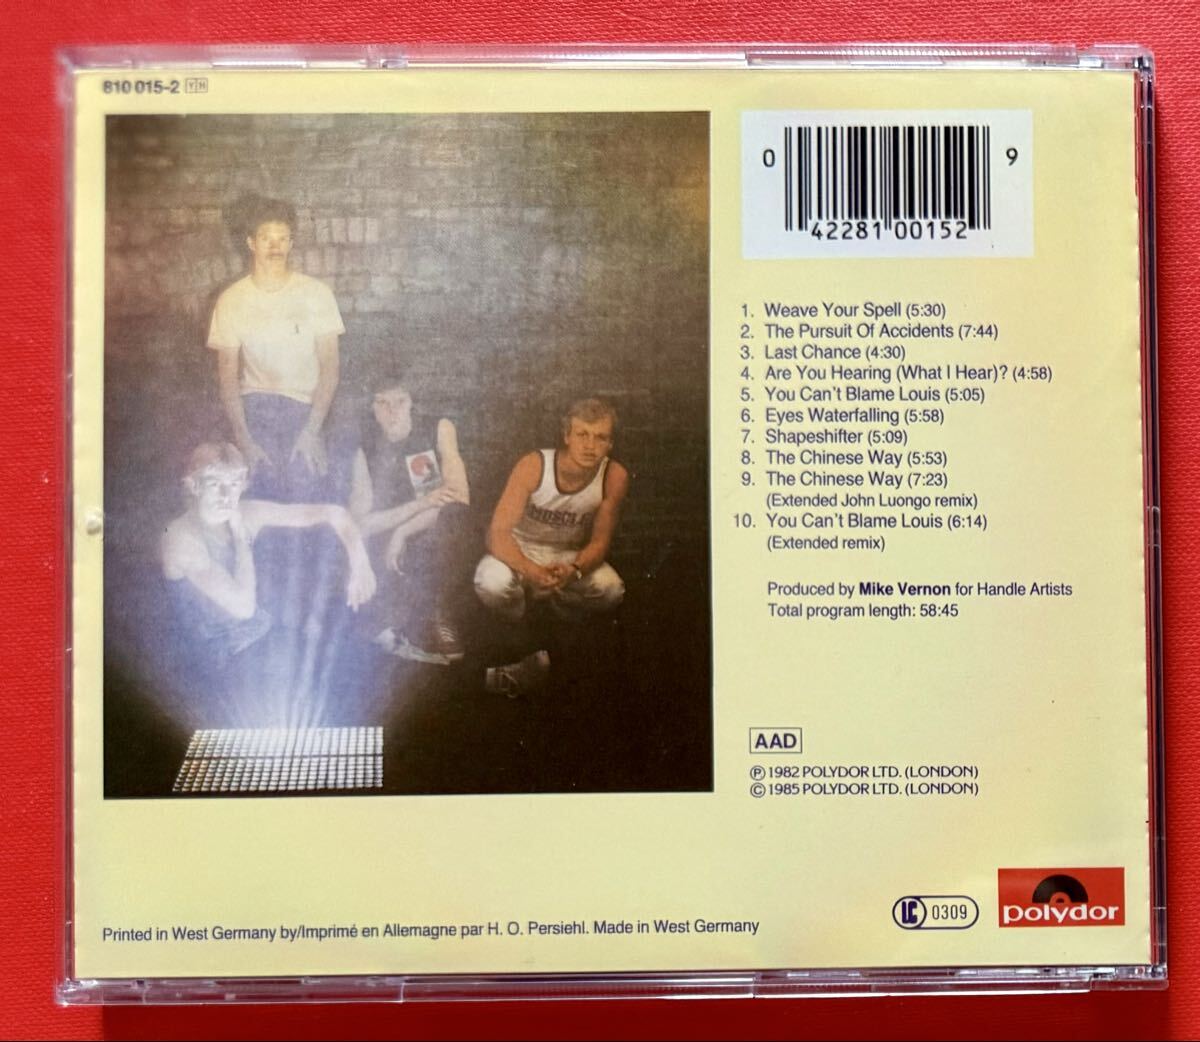 810 015-2 YH
0 42281 00152 9
1. Weave Your Spell (5:30)
2. The Pursuit Of Accidents (7:44)
3. Last Chance (4:30)
4. Are You Hearing (What I Hear)? (4:58)
5. You Can't Blame Louis (5:05)
6. Eyes Waterfalling (5:58)
7. Shapeshifter (5:09)
8. The Chinese Way (5:53)
9. The Chinese Way (7:23)
(Extended John Luongo remix)
10. You Can't Blame Louis (6:14)
(Extended remix)
Produced by Mike Vernon for Handle Artists
Total program length: 58:45
AAD
℗ 1982 POLYDOR LTD. (LONDON)
© 1985 POLYDOR LTD. (LONDON)
LC 0309
polydor
Printed in West Germany by/Imprimé en Allemagne par H. O. Persiehl. Made in West Germany